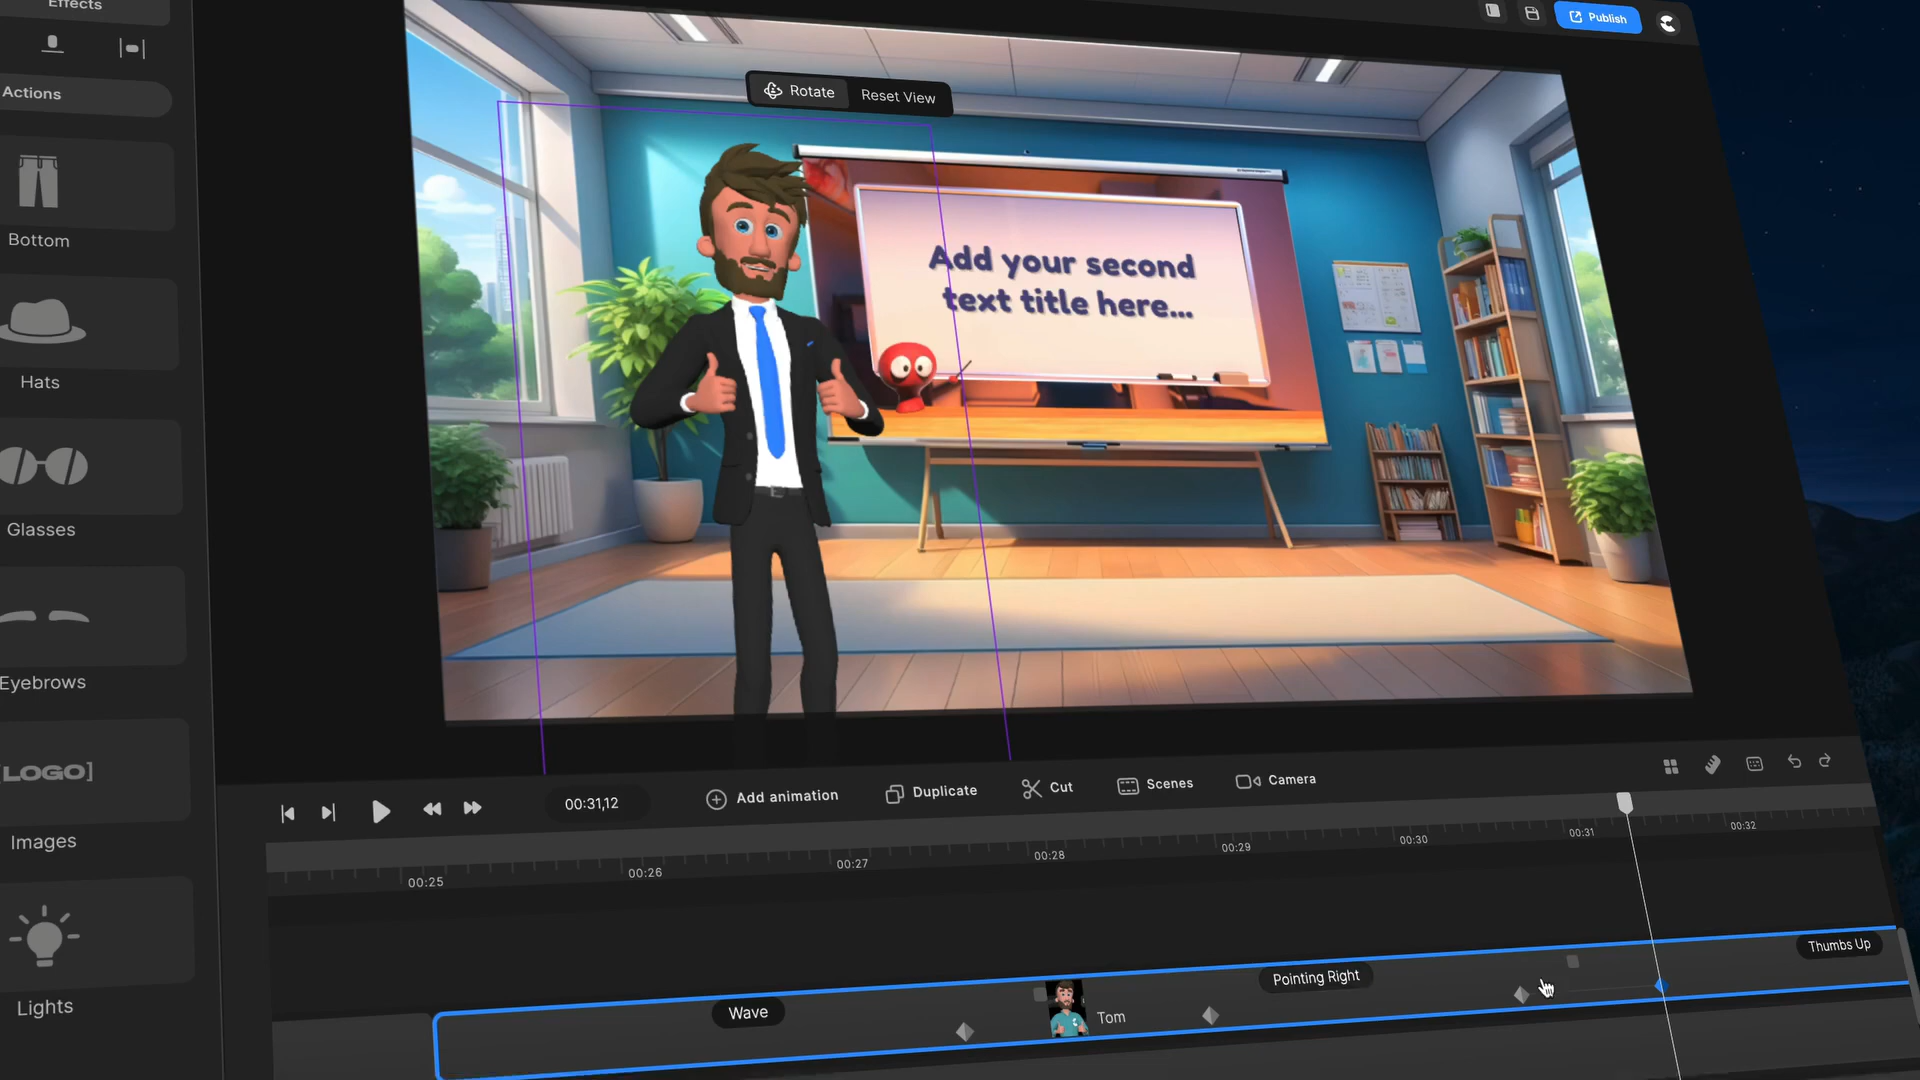 Effects
Publish
Actions
Rotate
Reset View
Bottom
Add your second
text title here...
Hats
Glasses
Eyebrows
[LOGO]
Images
Lights
00:31,12
Add animation
Duplicate
Cut
Scenes
Camera
00:25
00:26
00:27
00:28
00:29
00:30
00:31
00:32
Wave
Tom
Pointing Right
Thumbs Up